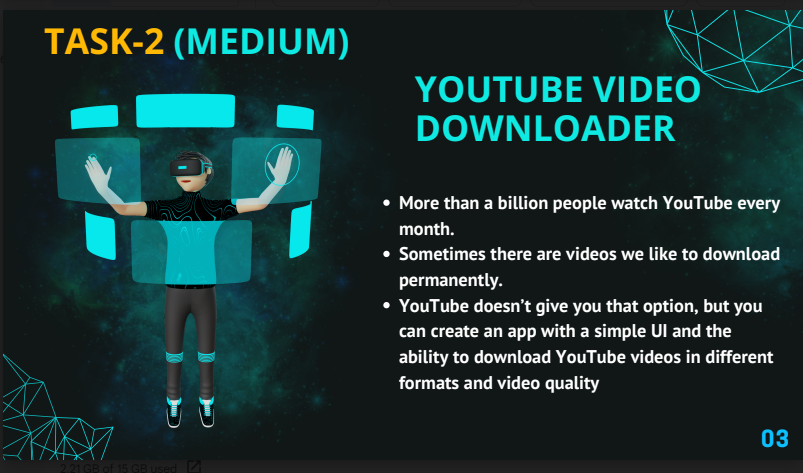 TASK-2 (MEDIUM)
YOUTUBE VIDEO
DOWNLOADER
• More than a billion people watch YouTube every
month.
• Sometimes there are videos we like to download
permanently.
• YouTube doesn’t give you that option, but you
can create an app with a simple UI and the
ability to download YouTube videos in different
formats and video quality
03
2.21 GB of 15 GB used